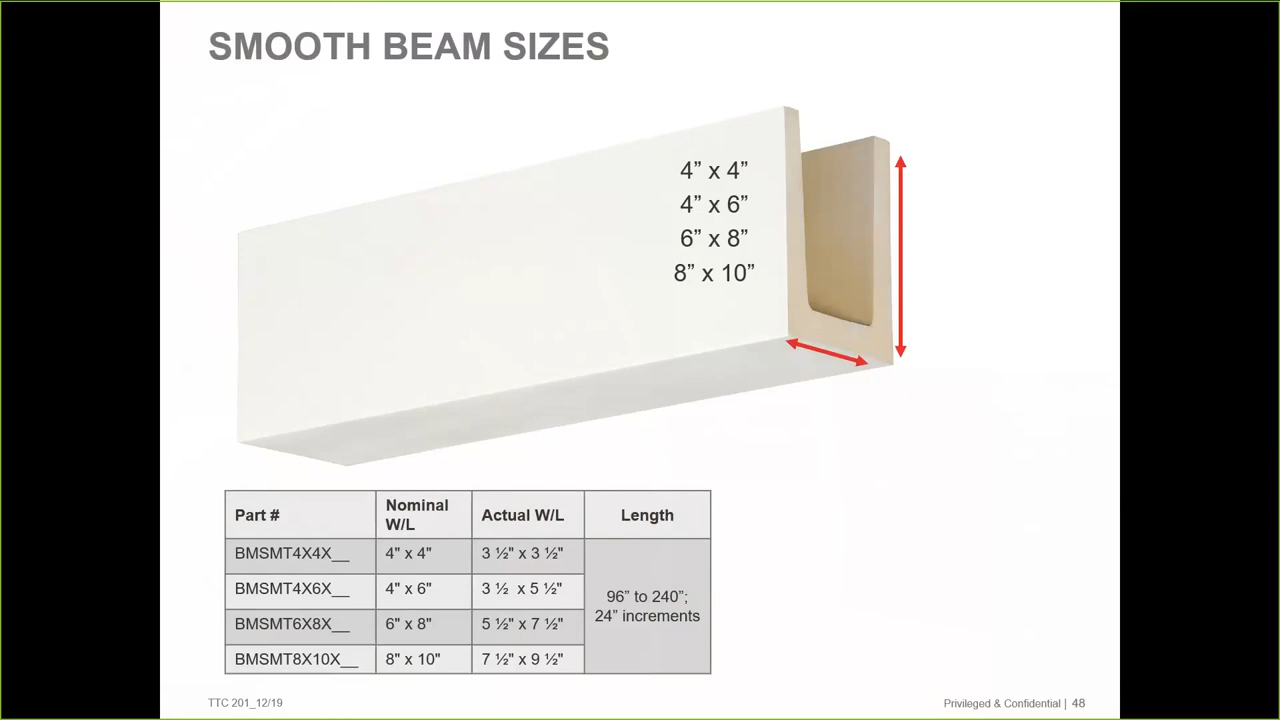 SMOOTH BEAM SIZES
4” x 4”
4” x 6”
6” x 8”
8” x 10”
Part #
Nominal
W/L
Actual W/L
Length
BMSMT4X4X__
4" x 4"
3 ½" x 3 ½"
BMSMT4X6X__
4" x 6"
3 ½  x 5 ½"
BMSMT6X8X__
6" x 8"
5 ½" x 7 ½"
BMSMT8X10X__
8" x 10"
7 ½" x 9 ½"
96” to 240”;
24” increments
TTC 201_12/19
Privileged & Confidential | 48